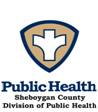 Public Health
Sheboygan County
Division of Public Health